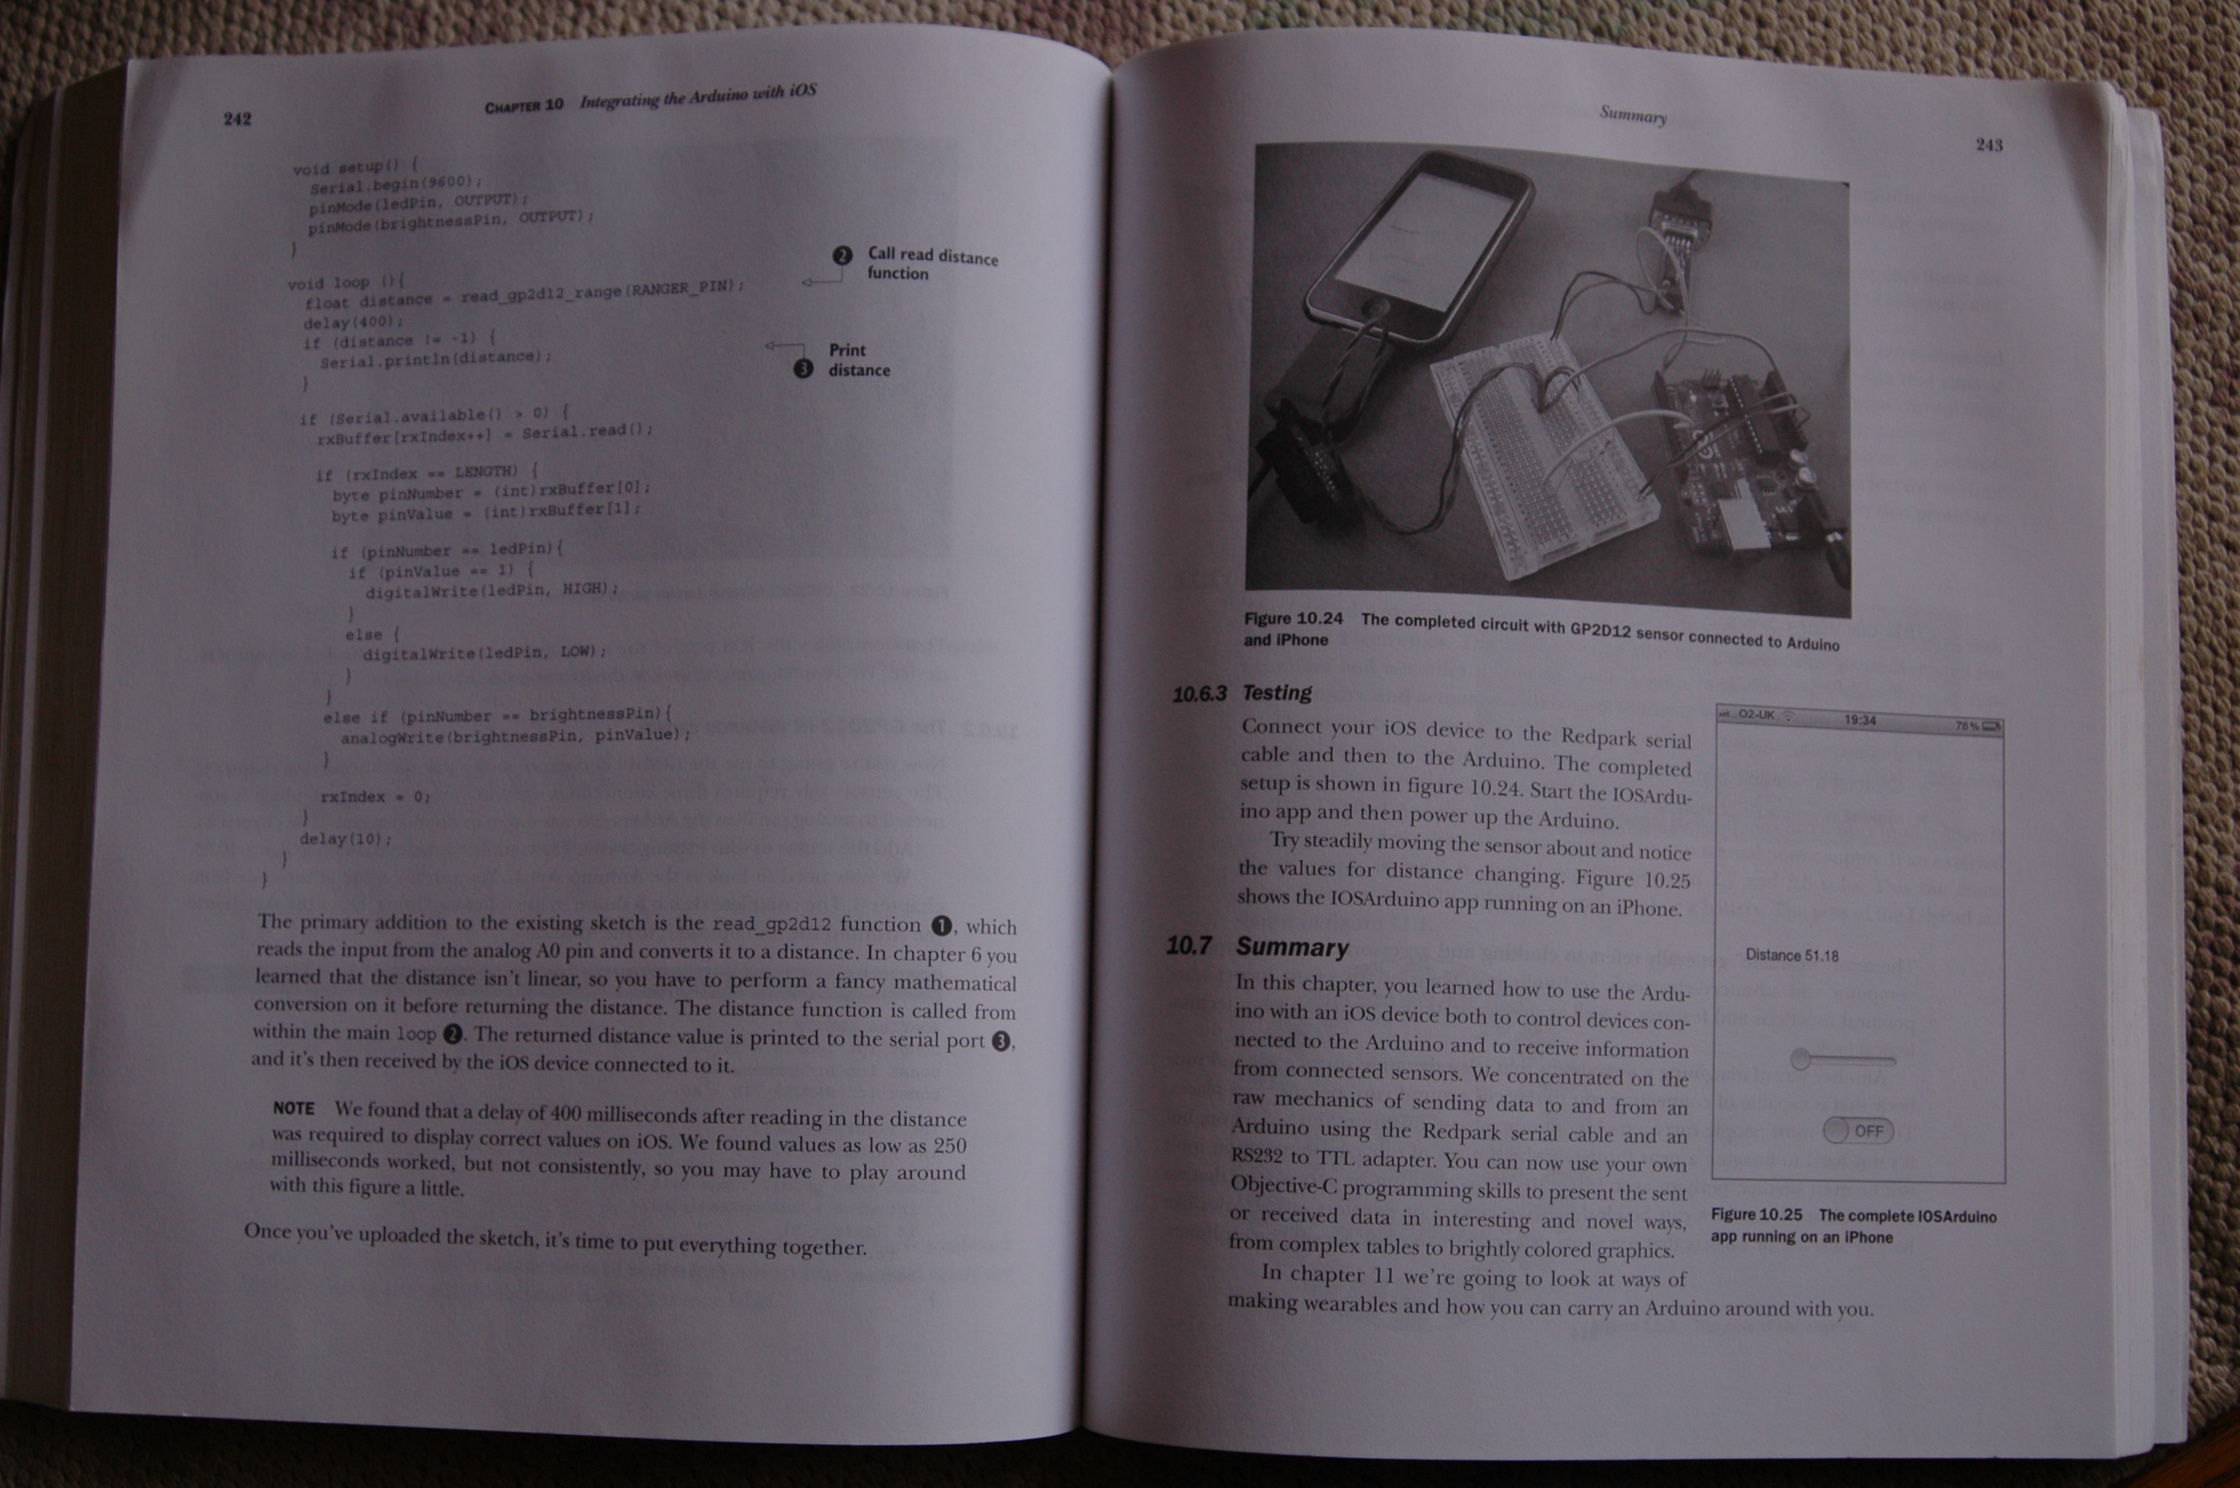 242
CHAPTER 10 Integrating the Arduino with iOS
void setup() {
Serial.begin(9600);
pinMode(ledPin, OUTPUT);
pinMode(brightnessPin, OUTPUT);
}
void loop (){
float distance = read_gp2d12_range(RANGER_PIN);
2 Call read distance
function
delay(400);
if (distance != -1) {
Serial.println(distance);
3 Print
distance
}
if (Serial.available() > 0) {
rxBuffer[rxIndex++] = Serial.read();
if (rxIndex == LENGTH) {
byte pinNumber = (int)rxBuffer[0];
byte pinValue = (int)rxBuffer[1];
if (pinNumber == ledPin){
if (pinValue == 1) {
digitalWrite(ledPin, HIGH);
}
else {
digitalWrite(ledPin, LOW);
}
}
else if (pinNumber == brightnessPin){
analogWrite(brightnessPin, pinValue);
}
rxIndex = 0;
}
delay(10);
}
}
The primary addition to the existing sketch is the read_gp2d12 function 1, which
reads the input from the analog A0 pin and converts it to a distance. In chapter 6 you
learned that the distance isn't linear, so you have to perform a fancy mathematical
conversion on it before returning the distance. The distance function is called from
within the main loop 2. The returned distance value is printed to the serial port 3,
and it's then received by the iOS device connected to it.
NOTE We found that a delay of 400 milliseconds after reading in the distance
was required to display correct values on iOS. We found values as low as 250
milliseconds worked, but not consistently, so you may have to play around
with this figure a little.
Once you've uploaded the sketch, it's time to put everything together.
Summary
243
Figure 10.24 The completed circuit with GP2D12 sensor connected to Arduino
and iPhone
10.6.3 Testing
Connect your iOS device to the Redpark serial
cable and then to the Arduino. The completed
setup is shown in figure 10.24. Start the IOSArdu-
ino app and then power up the Arduino.
Try steadily moving the sensor about and notice
the values for distance changing. Figure 10.25
shows the IOSArduino app running on an iPhone.
10.7 Summary
In this chapter, you learned how to use the Ardu-
ino with an iOS device both to control devices con-
nected to the Arduino and to receive information
from connected sensors. We concentrated on the
raw mechanics of sending data to and from an
Arduino using the Redpark serial cable and an
RS232 to TTL adapter. You can now use your own
Objective-C programming skills to present the sent
or received data in interesting and novel ways,
from complex tables to brightly colored graphics.
In chapter 11 we're going to look at ways of
making wearables and how you can carry an Arduino around with you.
O2-UK 19:34 78%
Distance 51.18
OFF
Figure 10.25 The complete IOSArduino
app running on an iPhone